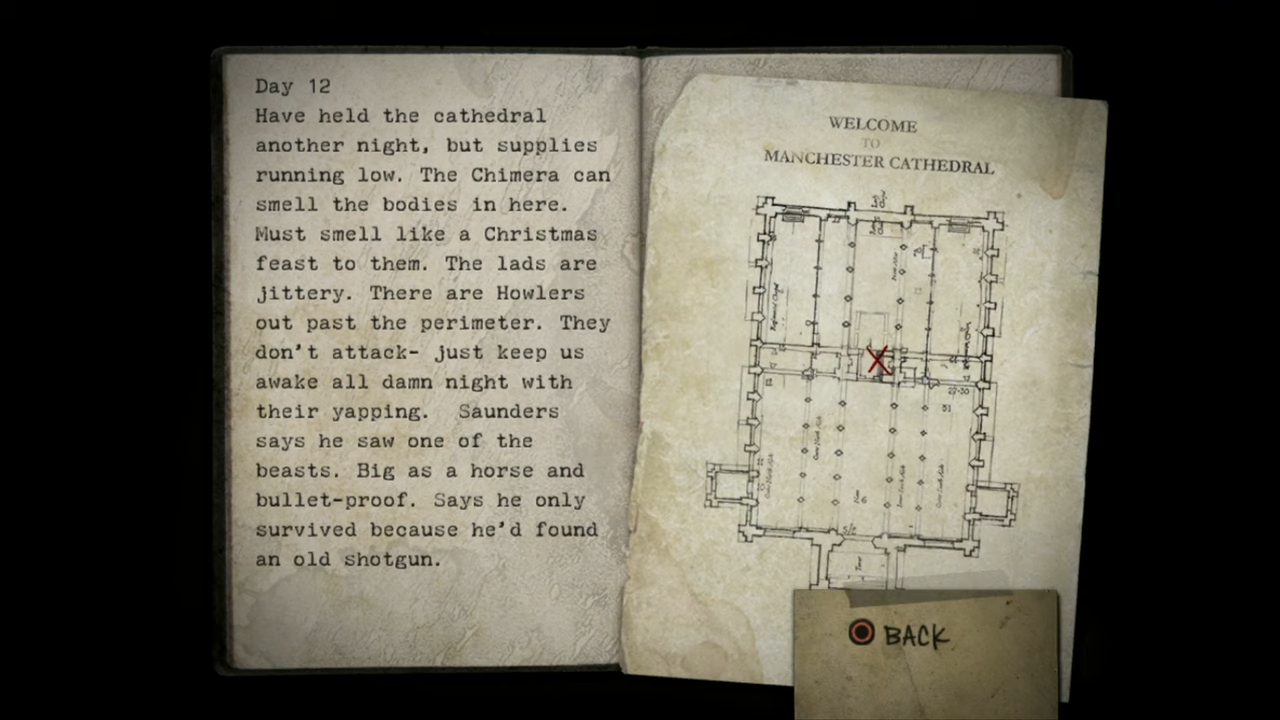 Day 12
Have held the cathedral
another night, but supplies
running low. The Chimera can
smell the bodies in here.
Must smell like a Christmas
feast to them. The lads are
jittery. There are Howlers
out past the perimeter. They
don't attack- just keep us
awake all damn night with
their yapping.  Saunders
says he saw one of the
beasts. Big as a horse and
bullet-proof. Says he only
survived because he'd found
an old shotgun.
WELCOME
TO
MANCHESTER CATHEDRAL
BACK